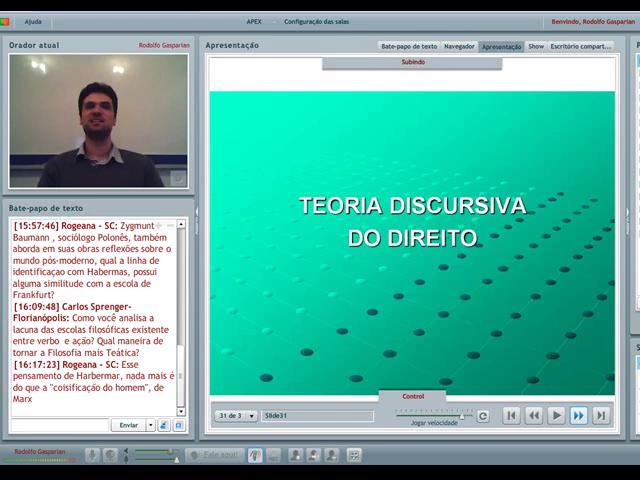 Ajuda
APEX - Configuração das salas
Benvindo, Rodolfo Gasparian
Orador atual
Rodolfo Gasparian
Apresentação
Bate-papo de texto
Navegador
Apresentação
Show
Escritório compart...
Subindo
TEORIA DISCURSIVA
DO DIREITO
Bate-papo de texto
[15:57:46] Rogeana - SC: Zygmunt
Baumann , sociólogo Polonês, também
aborda em suas obras reflexões sobre o
mundo pós-moderno, qual a linha de
identificaçao com Habermas, possui
alguma similitude com a escola de
Frankfurt?
[16:09:48] Carlos Sprenger-
Florianópolis: Como você analisa a
lacuna das escolas filosóficas existente
entre verbo e ação? Qual maneira de
tornar a Filosofia mais Teática?
[16:17:23] Rogeana - SC: Esse
pensamento de Harbermar, nada mais é
do que a "coisificação do homem", de
Marx
Enviar
Control
31 de 3
Slide31
Jogar velocidade
Rodolfo Gasparian
Fale aqui!